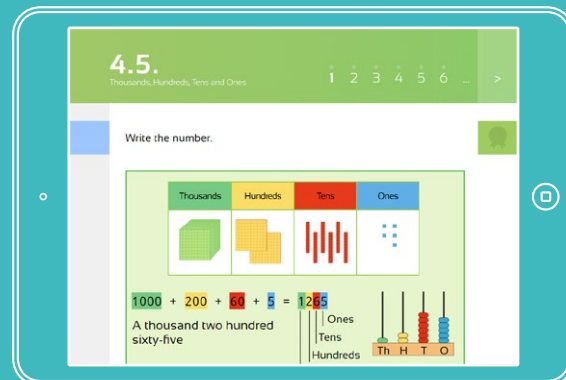 4.5.
Thousands, Hundreds, Tens and Ones
1 2 3 4 5 6 ... >
Write the number.
Thousands Hundreds Tens Ones
1000 + 200 + 60 + 5 = 1265
A thousand two hundred
sixty-five
Ones
Tens
Hundreds
Th H T O